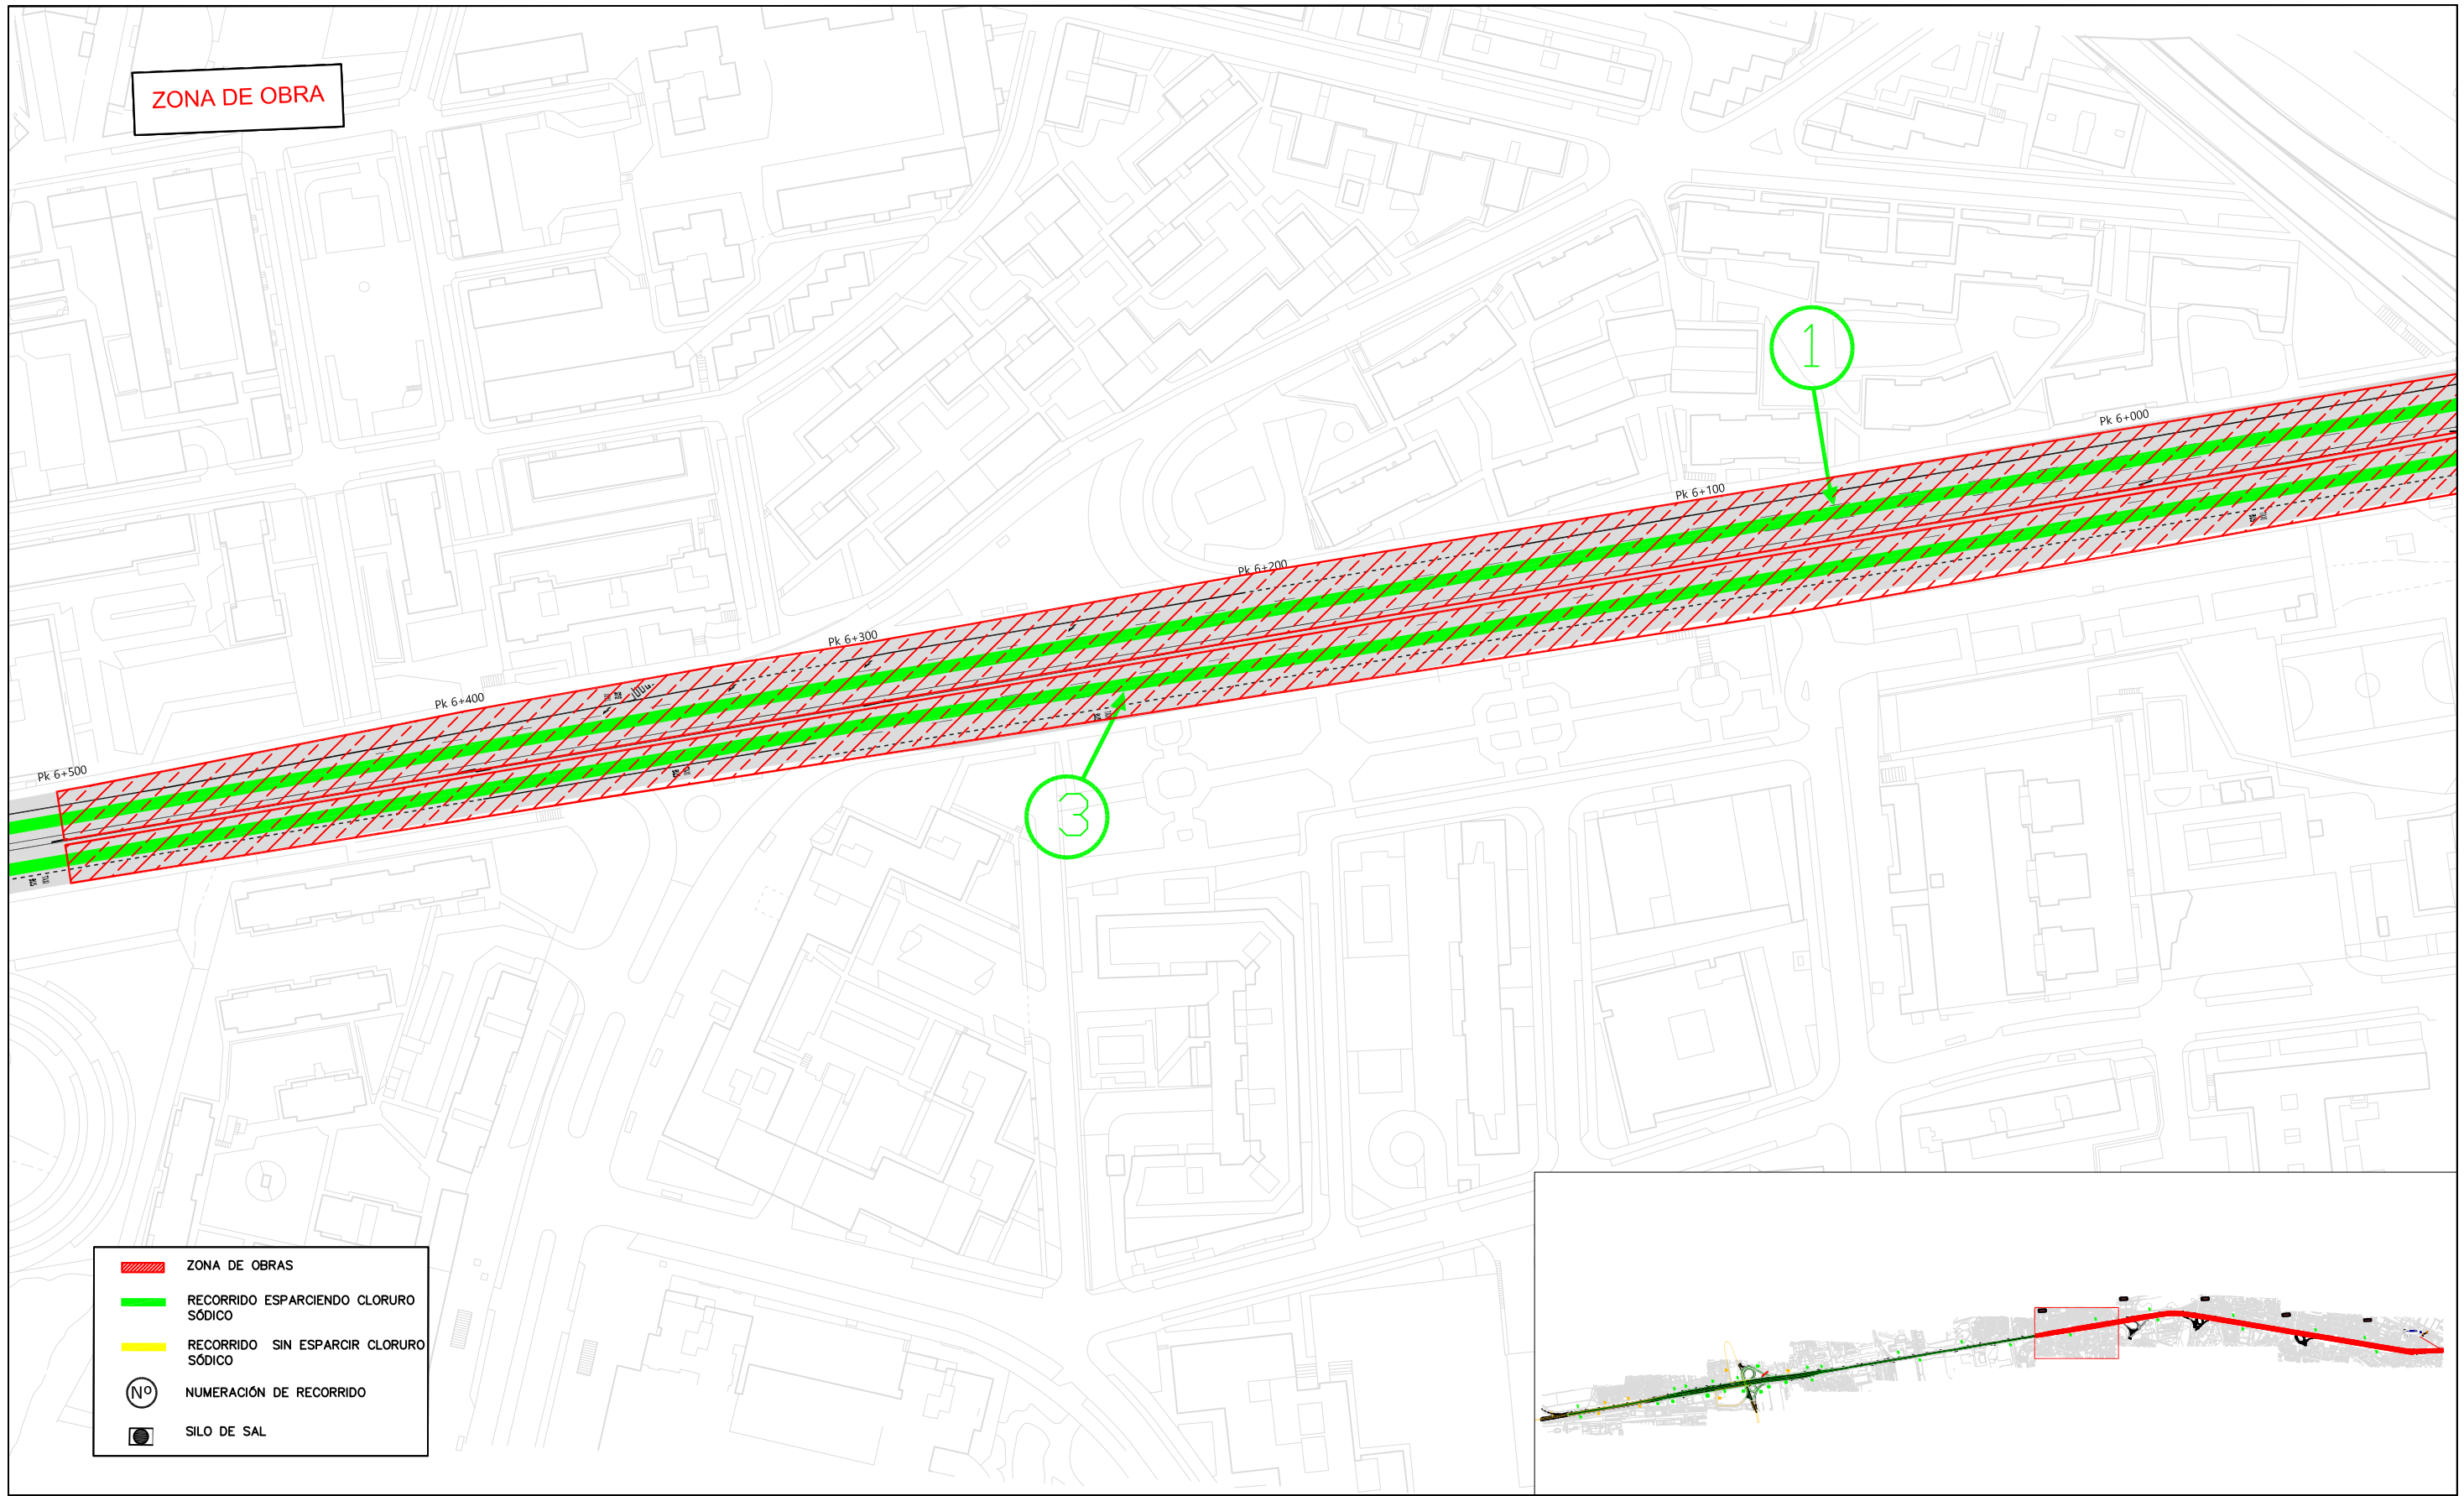 ZONA DE OBRA
1
Pk 6+000
Pk 6+100
Pk 6+200
Pk 6+300
Pk 6+400
Pk 6+500
3
ZONA DE OBRAS
RECORRIDO ESPARCIENDO CLORURO
SÓDICO
RECORRIDO SIN ESPARCIR CLORURO
SÓDICO
Nº
NUMERACIÓN DE RECORRIDO
SILO DE SAL